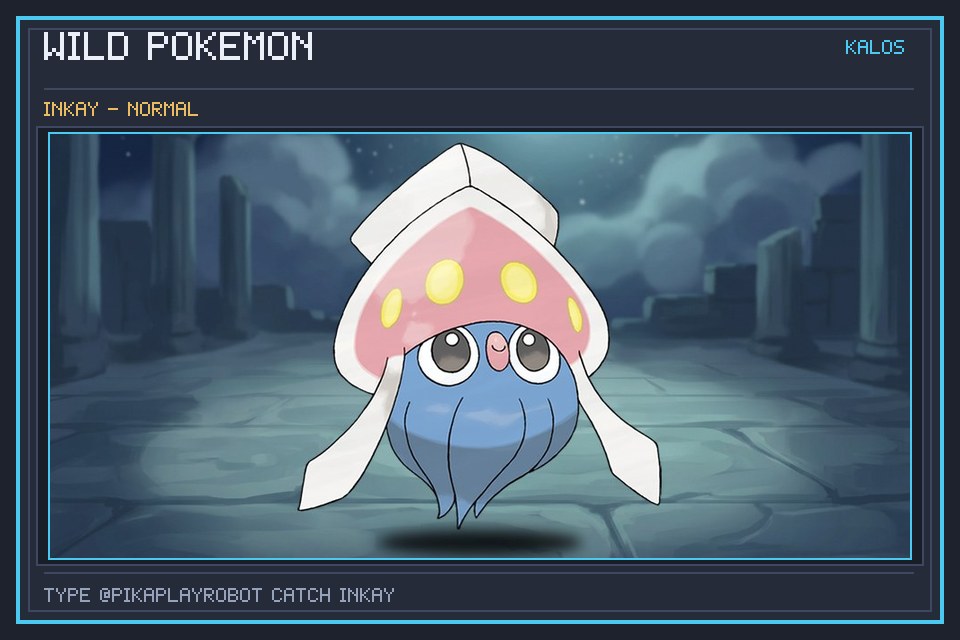 WILD POKEMON
KALOS
INKAY - NORMAL
TYPE @PIKAPLAYROBOT CATCH INKAY